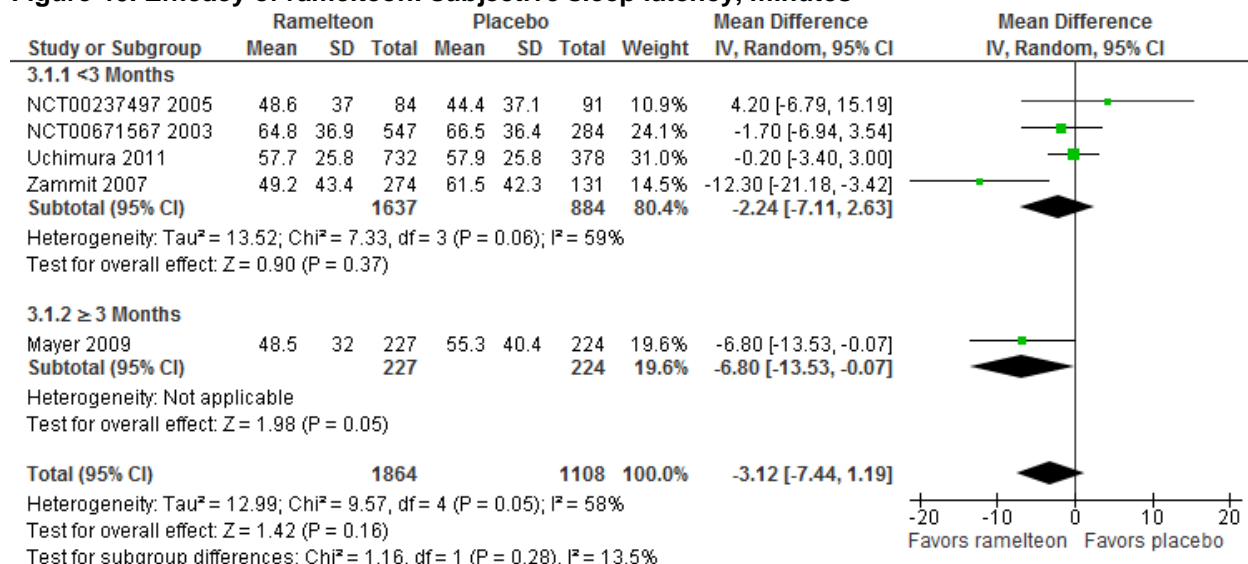 Ramelteon Placebo Mean Difference Mean Difference
Study or Subgroup Mean SD Total Mean SD Total Weight IV, Random, 95% CI IV, Random, 95% CI
3.1.1 <3 Months
NCT00237497 2005 48.6 37 84 44.4 37.1 91 10.9% 4.20 [-6.79, 15.19]
NCT00671567 2003 64.8 36.9 547 66.5 36.4 284 24.1% -1.70 [-6.94, 3.54]
Uchimura 2011 57.7 25.8 732 57.9 25.8 378 31.0% -0.20 [-3.40, 3.00]
Zammit 2007 49.2 43.4 274 61.5 42.3 131 14.5% -12.30 [-21.18, -3.42]
Subtotal (95% CI) 1637 884 80.4% -2.24 [-7.11, 2.63]
Heterogeneity: Tau² = 13.52; Chi² = 7.33, df = 3 (P = 0.06); I² = 59%
Test for overall effect: Z = 0.90 (P = 0.37)
3.1.2 ≥ 3 Months
Mayer 2009 48.5 32 227 55.3 40.4 224 19.6% -6.80 [-13.53, -0.07]
Subtotal (95% CI) 227 224 19.6% -6.80 [-13.53, -0.07]
Heterogeneity: Not applicable
Test for overall effect: Z = 1.98 (P = 0.05)
Total (95% CI) 1864 1108 100.0% -3.12 [-7.44, 1.19]
Heterogeneity: Tau² = 12.99; Chi² = 9.57, df = 4 (P = 0.05); I² = 58%
Test for overall effect: Z = 1.42 (P = 0.16)
Test for subgroup differences: Chi² = 1.16, df = 1 (P = 0.28), I² = 13.5%
-20 -10 0 10 20
Favors ramelteon Favors placebo